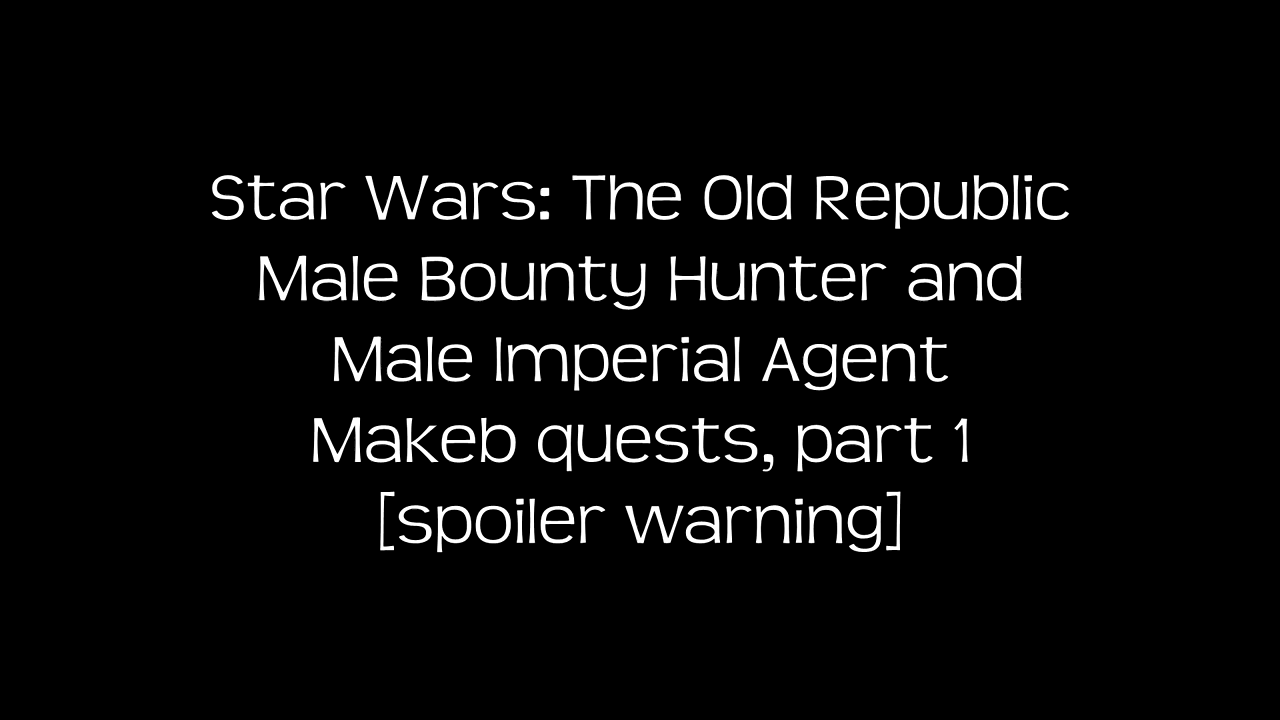 Star Wars: The Old Republic
Male Bounty Hunter and
Male Imperial Agent
Makeb quests, part 1
[spoiler warning]